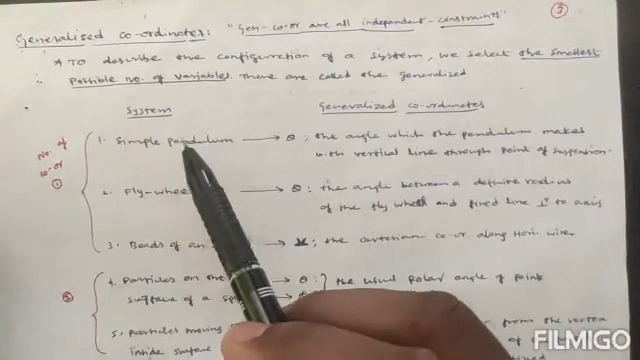 ③
Generalised co-ordinates: "Gen-co-or are all independent-constraints"
* To describe the configuration of a system, we select the smallest
Possible no. of variables. These are called the generalized
System Generalized co-ordinates
No. of co-or ①
1. Simple pendulum → θ ; the angle which the pendulum makes
with vertical line through point of suspension.
2. Fly-whee → θ ; the angle between a definite radius
of the fly wheel and fixed line ⊥r to axis
3. Beads of an → x ; the cartesian co-or along Hori. wire
②
4. Particles on the → θ : } the usual polar angle of point
surface of a sp
5. Particles moving from the vertex
inside surface of
FILMIGO